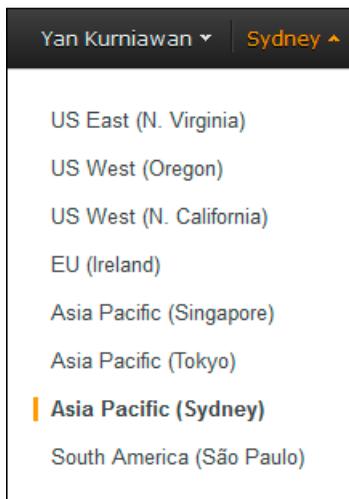 Yan Kurniawan Sydney
US East (N. Virginia)
US West (Oregon)
US West (N. California)
EU (Ireland)
Asia Pacific (Singapore)
Asia Pacific (Tokyo)
Asia Pacific (Sydney)
South America (São Paulo)